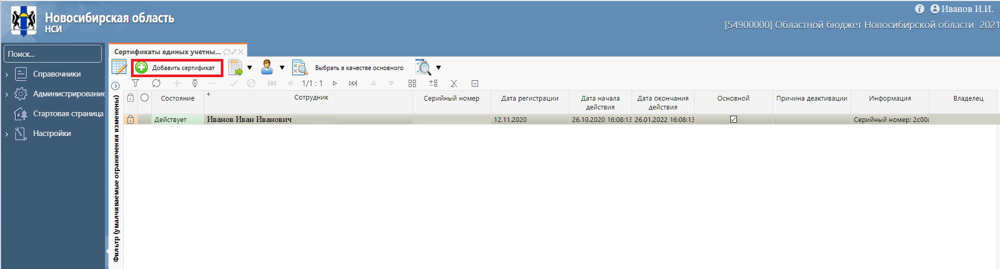 Новосибирская область
НСИ
Иванов И.И.
[54900000] Областной бюджет Новосибирской области 2021
Поиск...
Справочники
Администрирование
Стартовая страница
Настройки
Сертификаты единых учетны...
Добавить сертификат
Выбрать в качестве основного
1/1 : 1
Фильтр (умалчиваемые ограничения изменены)
Состояние
Сотрудник
Серийный номер
Дата регистрации
Дата начала
действия
Дата окончания
действия
Основной
Причина деактивации
Информация
Владелец
Действует
Иванов Иван Иванович
12.11.2020
26.10.2020 16:08:13
26.01.2022 16:08:13
Серийный номер: 2c00